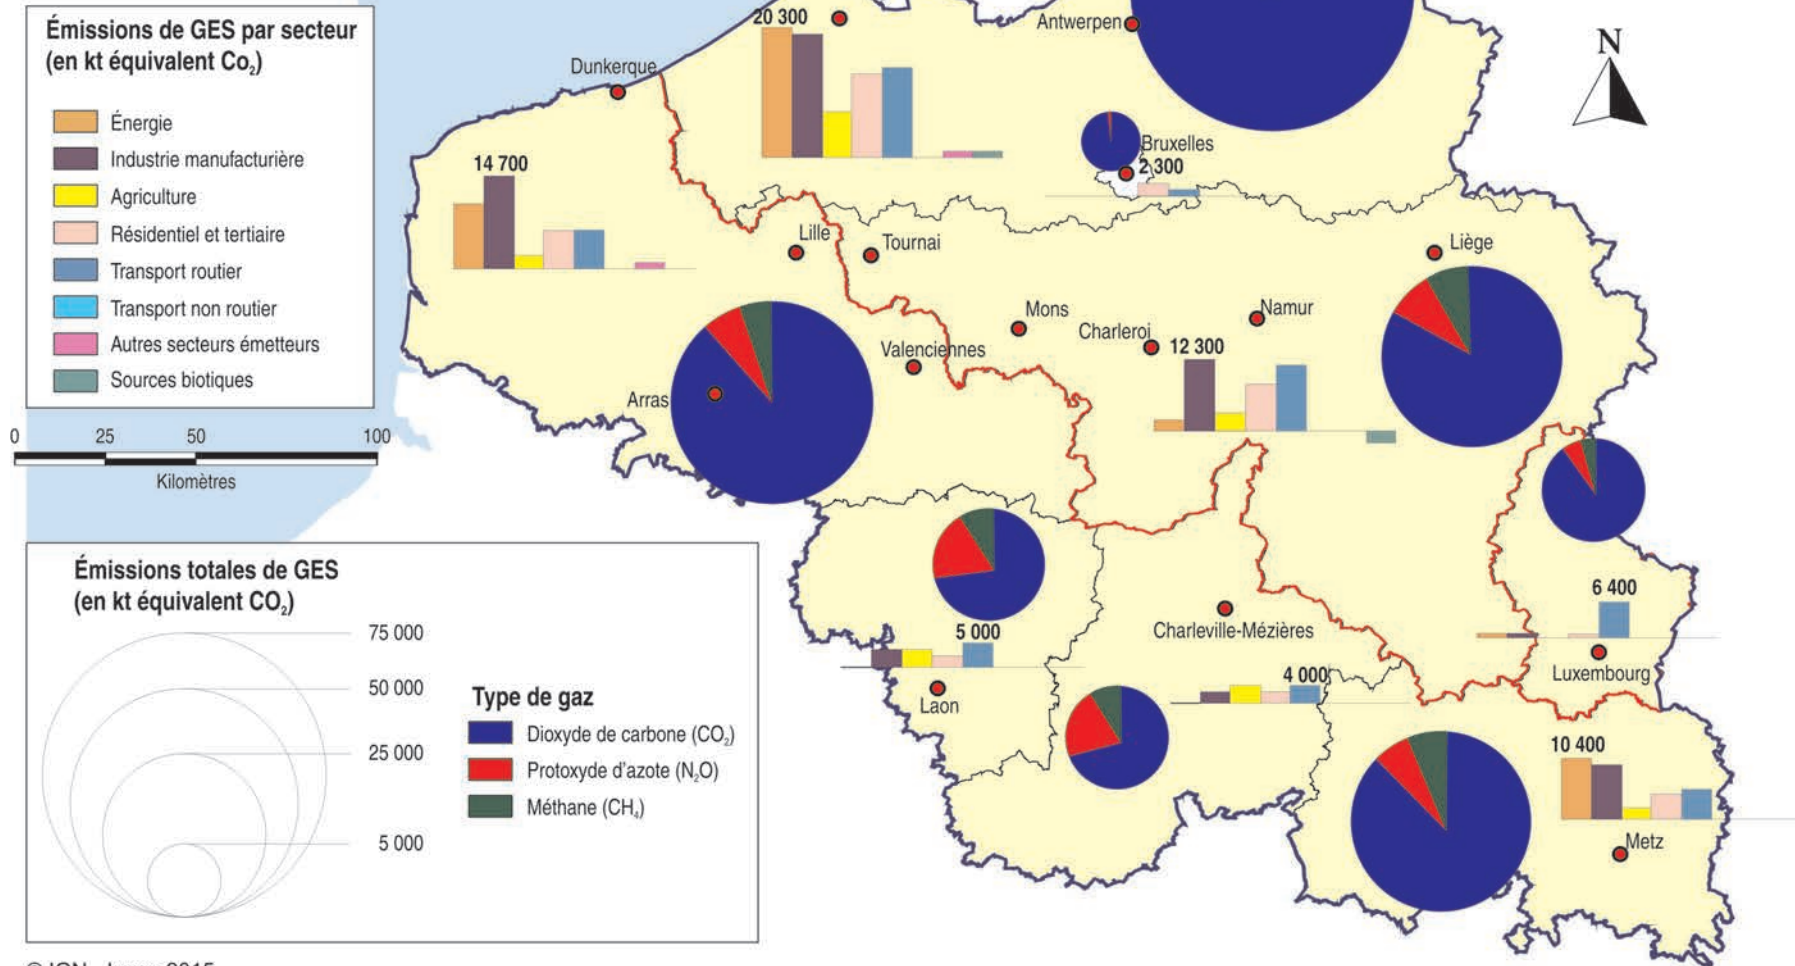 Émissions de GES par secteur
(en kt équivalent Co₂)
Énergie
Industrie manufacturière
Agriculture
Résidentiel et tertiaire
Transport routier
Transport non routier
Autres secteurs émetteurs
Sources biotiques
0 25 50 100
Kilomètres
Émissions totales de GES
(en kt équivalent CO₂)
75 000
50 000
25 000
5 000
Type de gaz
Dioxyde de carbone (CO₂)
Protoxyde d'azote (N₂O)
Méthane (CH₄)
20 300
Antwerpen
N
Dunkerque
Bruxelles
2 300
14 700
Lille
Tournai
Liège
Mons
Namur
Charleroi
12 300
Valenciennes
Arras
6 400
5 000
Charleville-Mézières
Luxembourg
4 000
Laon
10 400
Metz